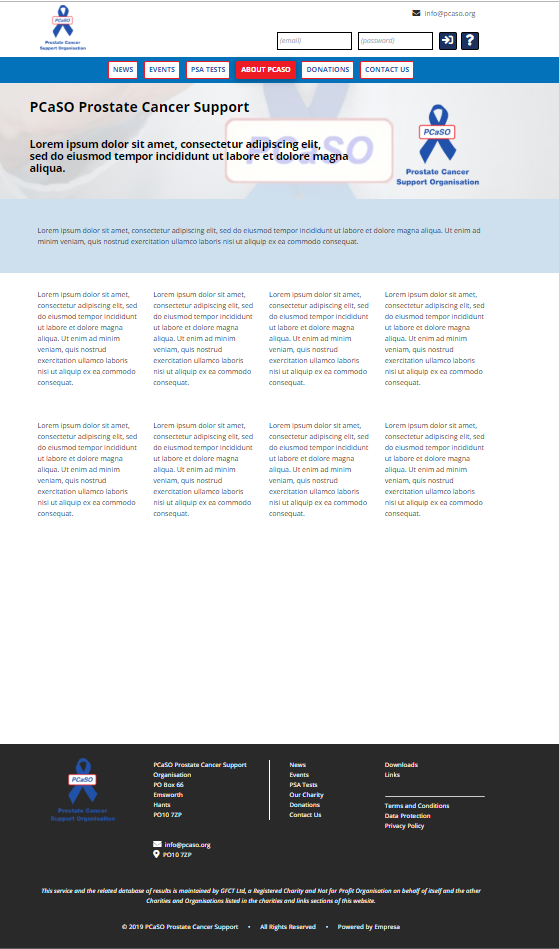 PCaSO
Prostate Cancer
Support Organisation
info@pcaso.org
(email)
(password)
?
NEWS
EVENTS
PSA TESTS
ABOUT PCASO
DONATIONS
CONTACT US
PCaSO Prostate Cancer Support
Lorem ipsum dolor sit amet, consectetur adipiscing elit,
sed do eiusmod tempor incididunt ut labore et dolore magna
aliqua.
PCaSO
PCaSO
Prostate Cancer
Support Organisation
Lorem ipsum dolor sit amet, consectetur adipiscing elit, sed do eiusmod tempor incididunt ut labore et dolore magna aliqua. Ut enim ad
minim veniam, quis nostrud exercitation ullamco laboris nisi ut aliquip ex ea commodo consequat.
Lorem ipsum dolor sit amet,
consectetur adipiscing elit, sed
do eiusmod tempor incididunt
ut labore et dolore magna
aliqua. Ut enim ad minim
veniam, quis nostrud
exercitation ullamco laboris
nisi ut aliquip ex ea commodo
consequat.
Lorem ipsum dolor sit amet,
consectetur adipiscing elit, sed
do eiusmod tempor incididunt
ut labore et dolore magna
aliqua. Ut enim ad minim
veniam, quis nostrud
exercitation ullamco laboris
nisi ut aliquip ex ea commodo
consequat.
Lorem ipsum dolor sit amet,
consectetur adipiscing elit, sed
do eiusmod tempor incididunt
ut labore et dolore magna
aliqua. Ut enim ad minim
veniam, quis nostrud
exercitation ullamco laboris
nisi ut aliquip ex ea commodo
consequat.
Lorem ipsum dolor sit amet,
consectetur adipiscing elit, sed
do eiusmod tempor incididunt
ut labore et dolore magna
aliqua. Ut enim ad minim
veniam, quis nostrud
exercitation ullamco laboris
nisi ut aliquip ex ea commodo
consequat.
Lorem ipsum dolor sit amet,
consectetur adipiscing elit, sed
do eiusmod tempor incididunt
ut labore et dolore magna
aliqua. Ut enim ad minim
veniam, quis nostrud
exercitation ullamco laboris
nisi ut aliquip ex ea commodo
consequat.
Lorem ipsum dolor sit amet,
consectetur adipiscing elit, sed
do eiusmod tempor incididunt
ut labore et dolore magna
aliqua. Ut enim ad minim
veniam, quis nostrud
exercitation ullamco laboris
nisi ut aliquip ex ea commodo
consequat.
Lorem ipsum dolor sit amet,
consectetur adipiscing elit, sed
do eiusmod tempor incididunt
ut labore et dolore magna
aliqua. Ut enim ad minim
veniam, quis nostrud
exercitation ullamco laboris
nisi ut aliquip ex ea commodo
consequat.
Lorem ipsum dolor sit amet,
consectetur adipiscing elit, sed
do eiusmod tempor incididunt
ut labore et dolore magna
aliqua. Ut enim ad minim
veniam, quis nostrud
exercitation ullamco laboris
nisi ut aliquip ex ea commodo
consequat.
PCaSO
Prostate Cancer
Support Organisation
PCaSO Prostate Cancer Support
Organisation
PO Box 66
Emsworth
Hants
PO10 7ZP
info@pcaso.org
PO10 7ZP
News
Events
PSA Tests
Our Charity
Donations
Contact Us
Downloads
Links
Terms and Conditions
Data Protection
Privacy Policy
This service and the related database of results is maintained by GFCT Ltd, a Registered Charity and Not for Profit Organisation on behalf of itself and the other
Charities and Organisations listed in the charities and links sections of this website.
© 2019 PCaSO Prostate Cancer Support • All Rights Reserved • Powered by Empresa